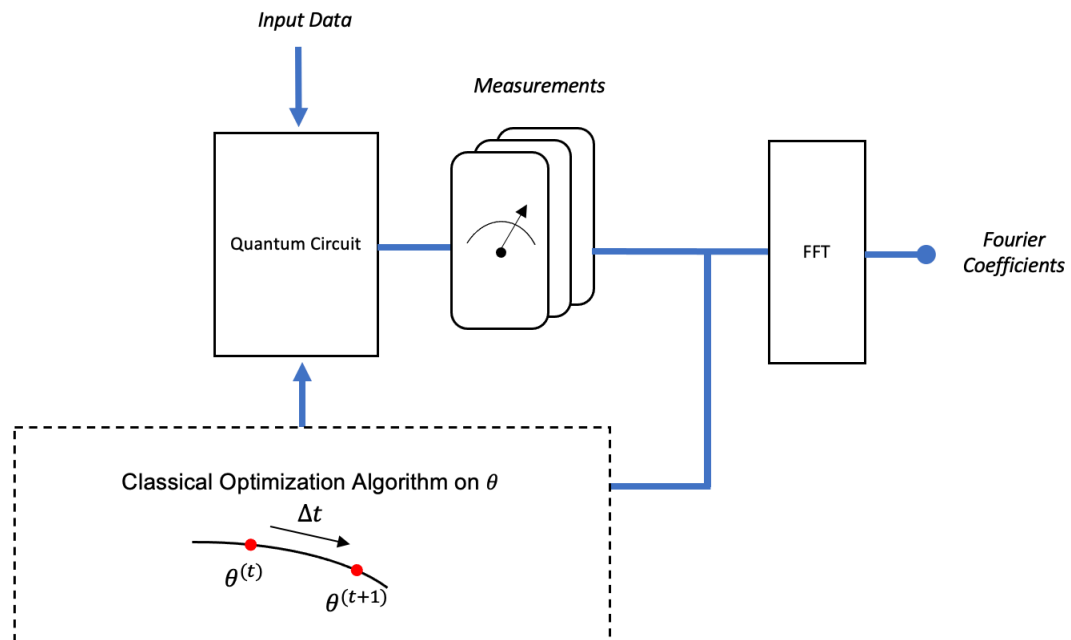 Input Data
Measurements
Quantum Circuit
FFT
Fourier
Coefficients
Classical Optimization Algorithm on θ
Δt
θ^(t)
θ^(t+1)